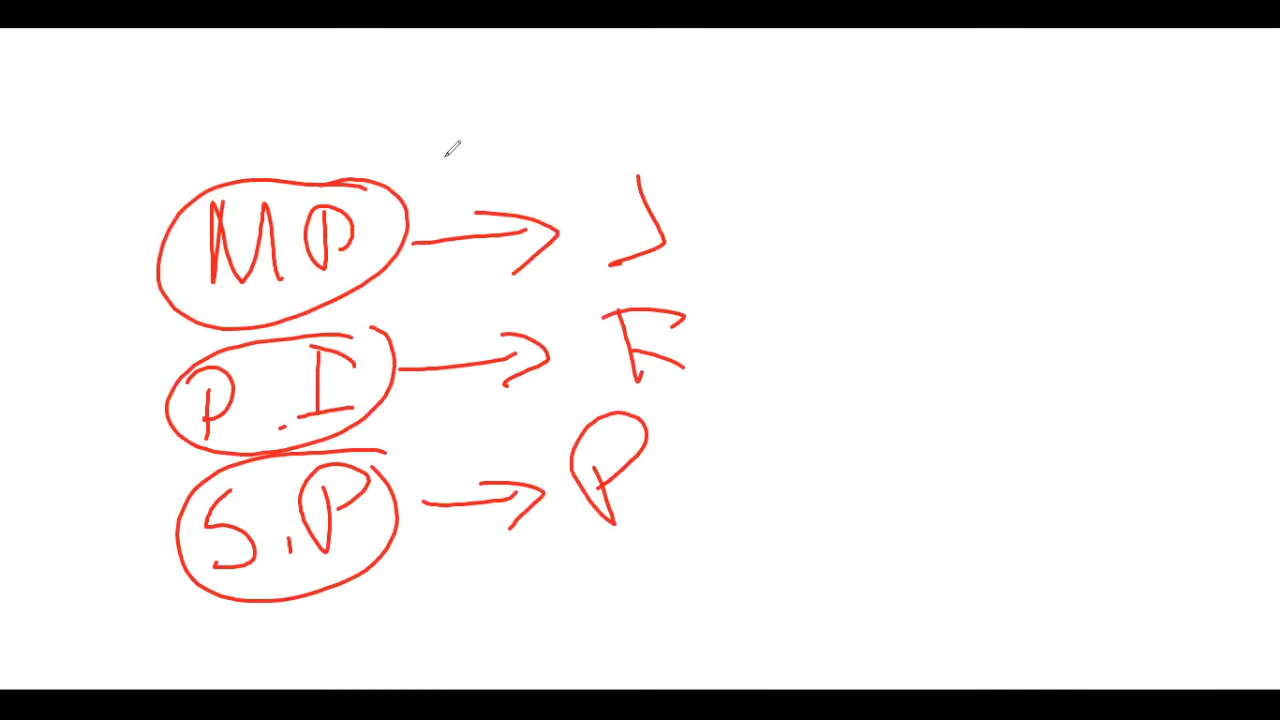 MP → J
P.I → F
S.P → P